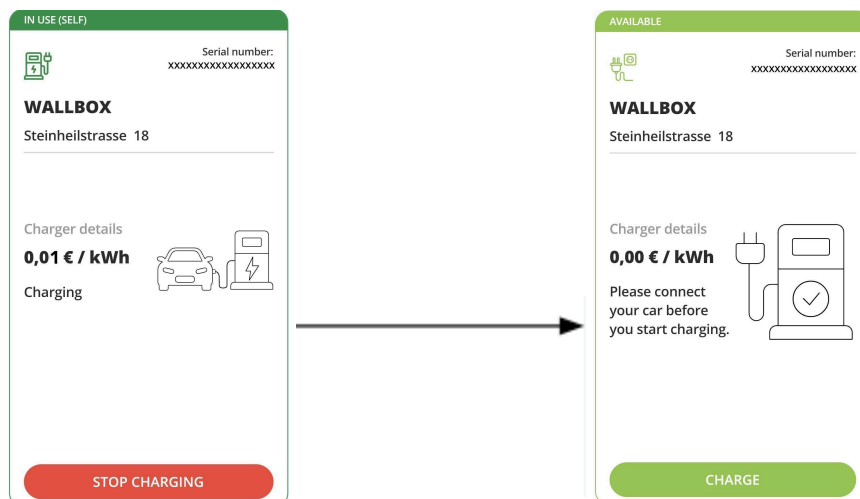 IN USE (SELF)
Serial number:
xxxxxxxxxxxxxxxxxx
WALLBOX
Steinheilstrasse 18
Charger details
0,01 € / kWh
Charging
STOP CHARGING
AVAILABLE
Serial number:
xxxxxxxxxxxxxxxxxx
WALLBOX
Steinheilstrasse 18
Charger details
0,00 € / kWh
Please connect
your car before
you start charging.
CHARGE